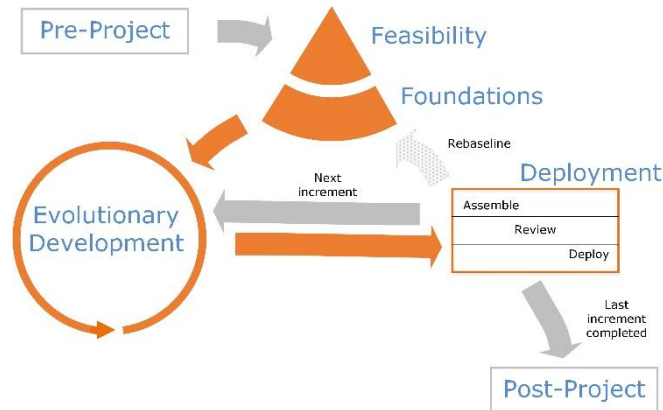 Pre-Project
Feasibility
Foundations
Rebaseline
Deployment
Next
increment
Assemble
Review
Deploy
Evolutionary
Development
Last
increment
completed
Post-Project